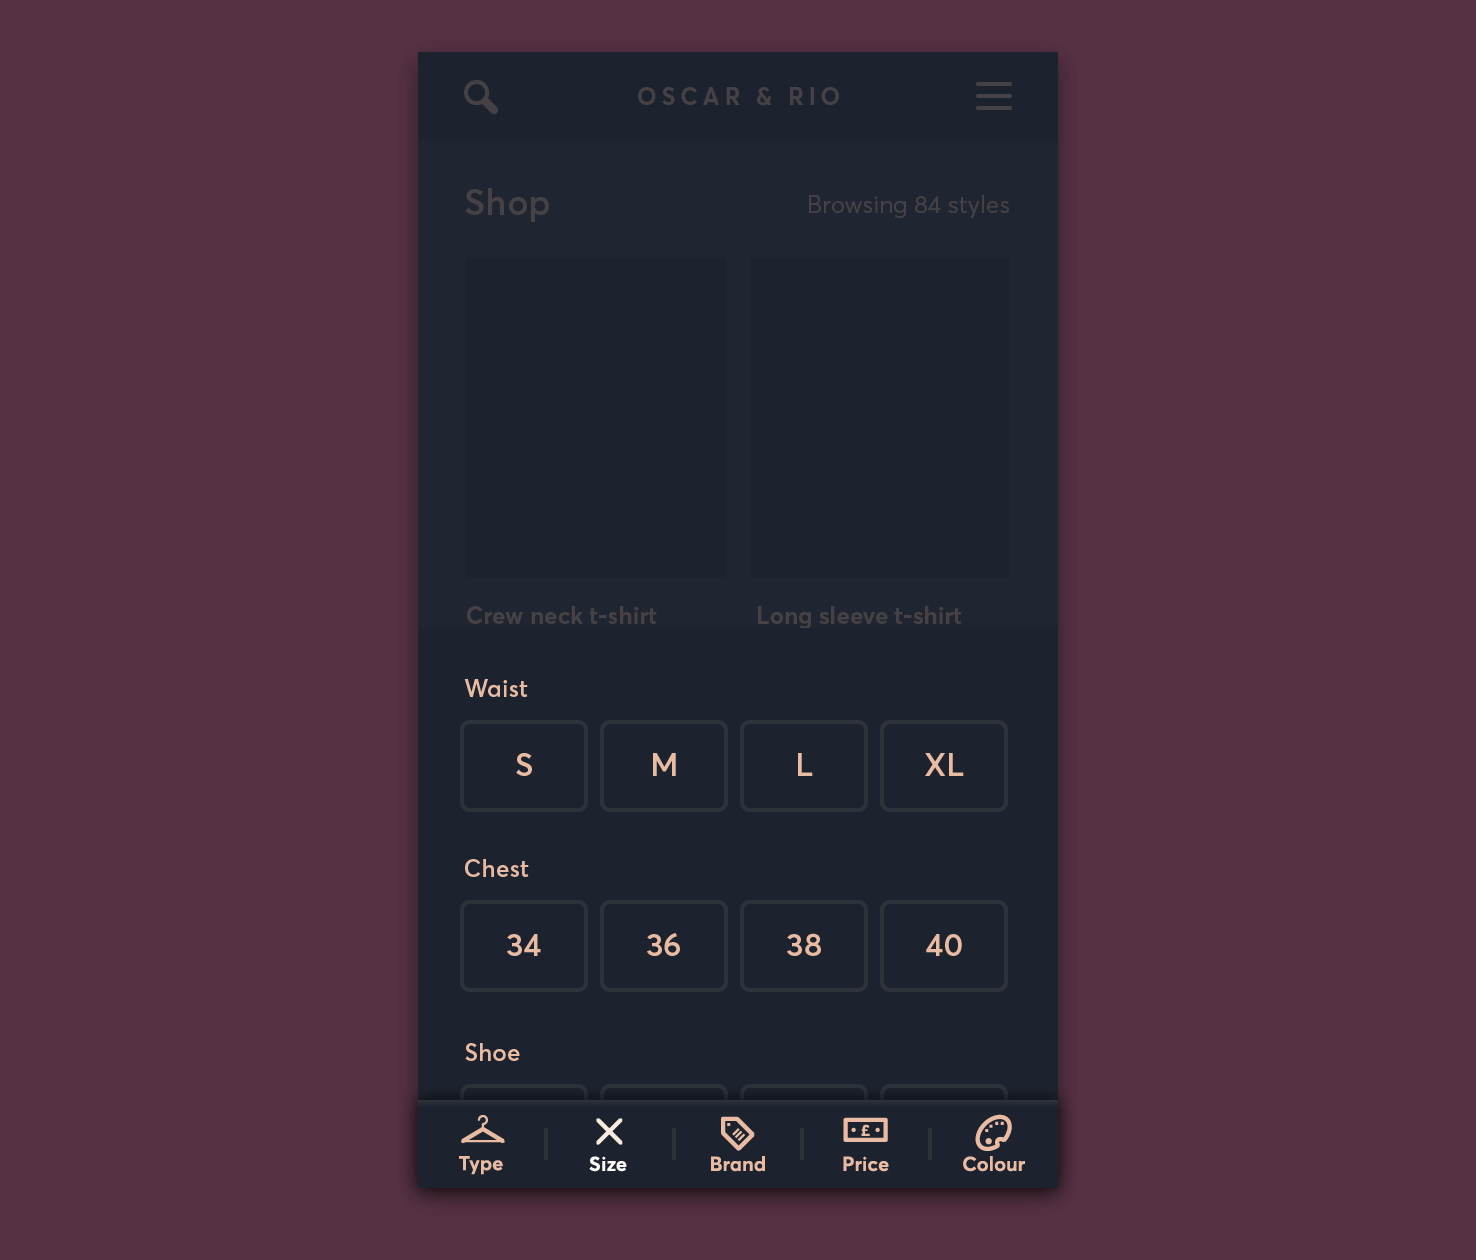 OSCAR & RIO
Shop
Browsing 84 styles
Crew neck t-shirt
Long sleeve t-shirt
Waist
S M L XL
Chest
34 36 38 40
Shoe
Type Size Brand £ Price Colour